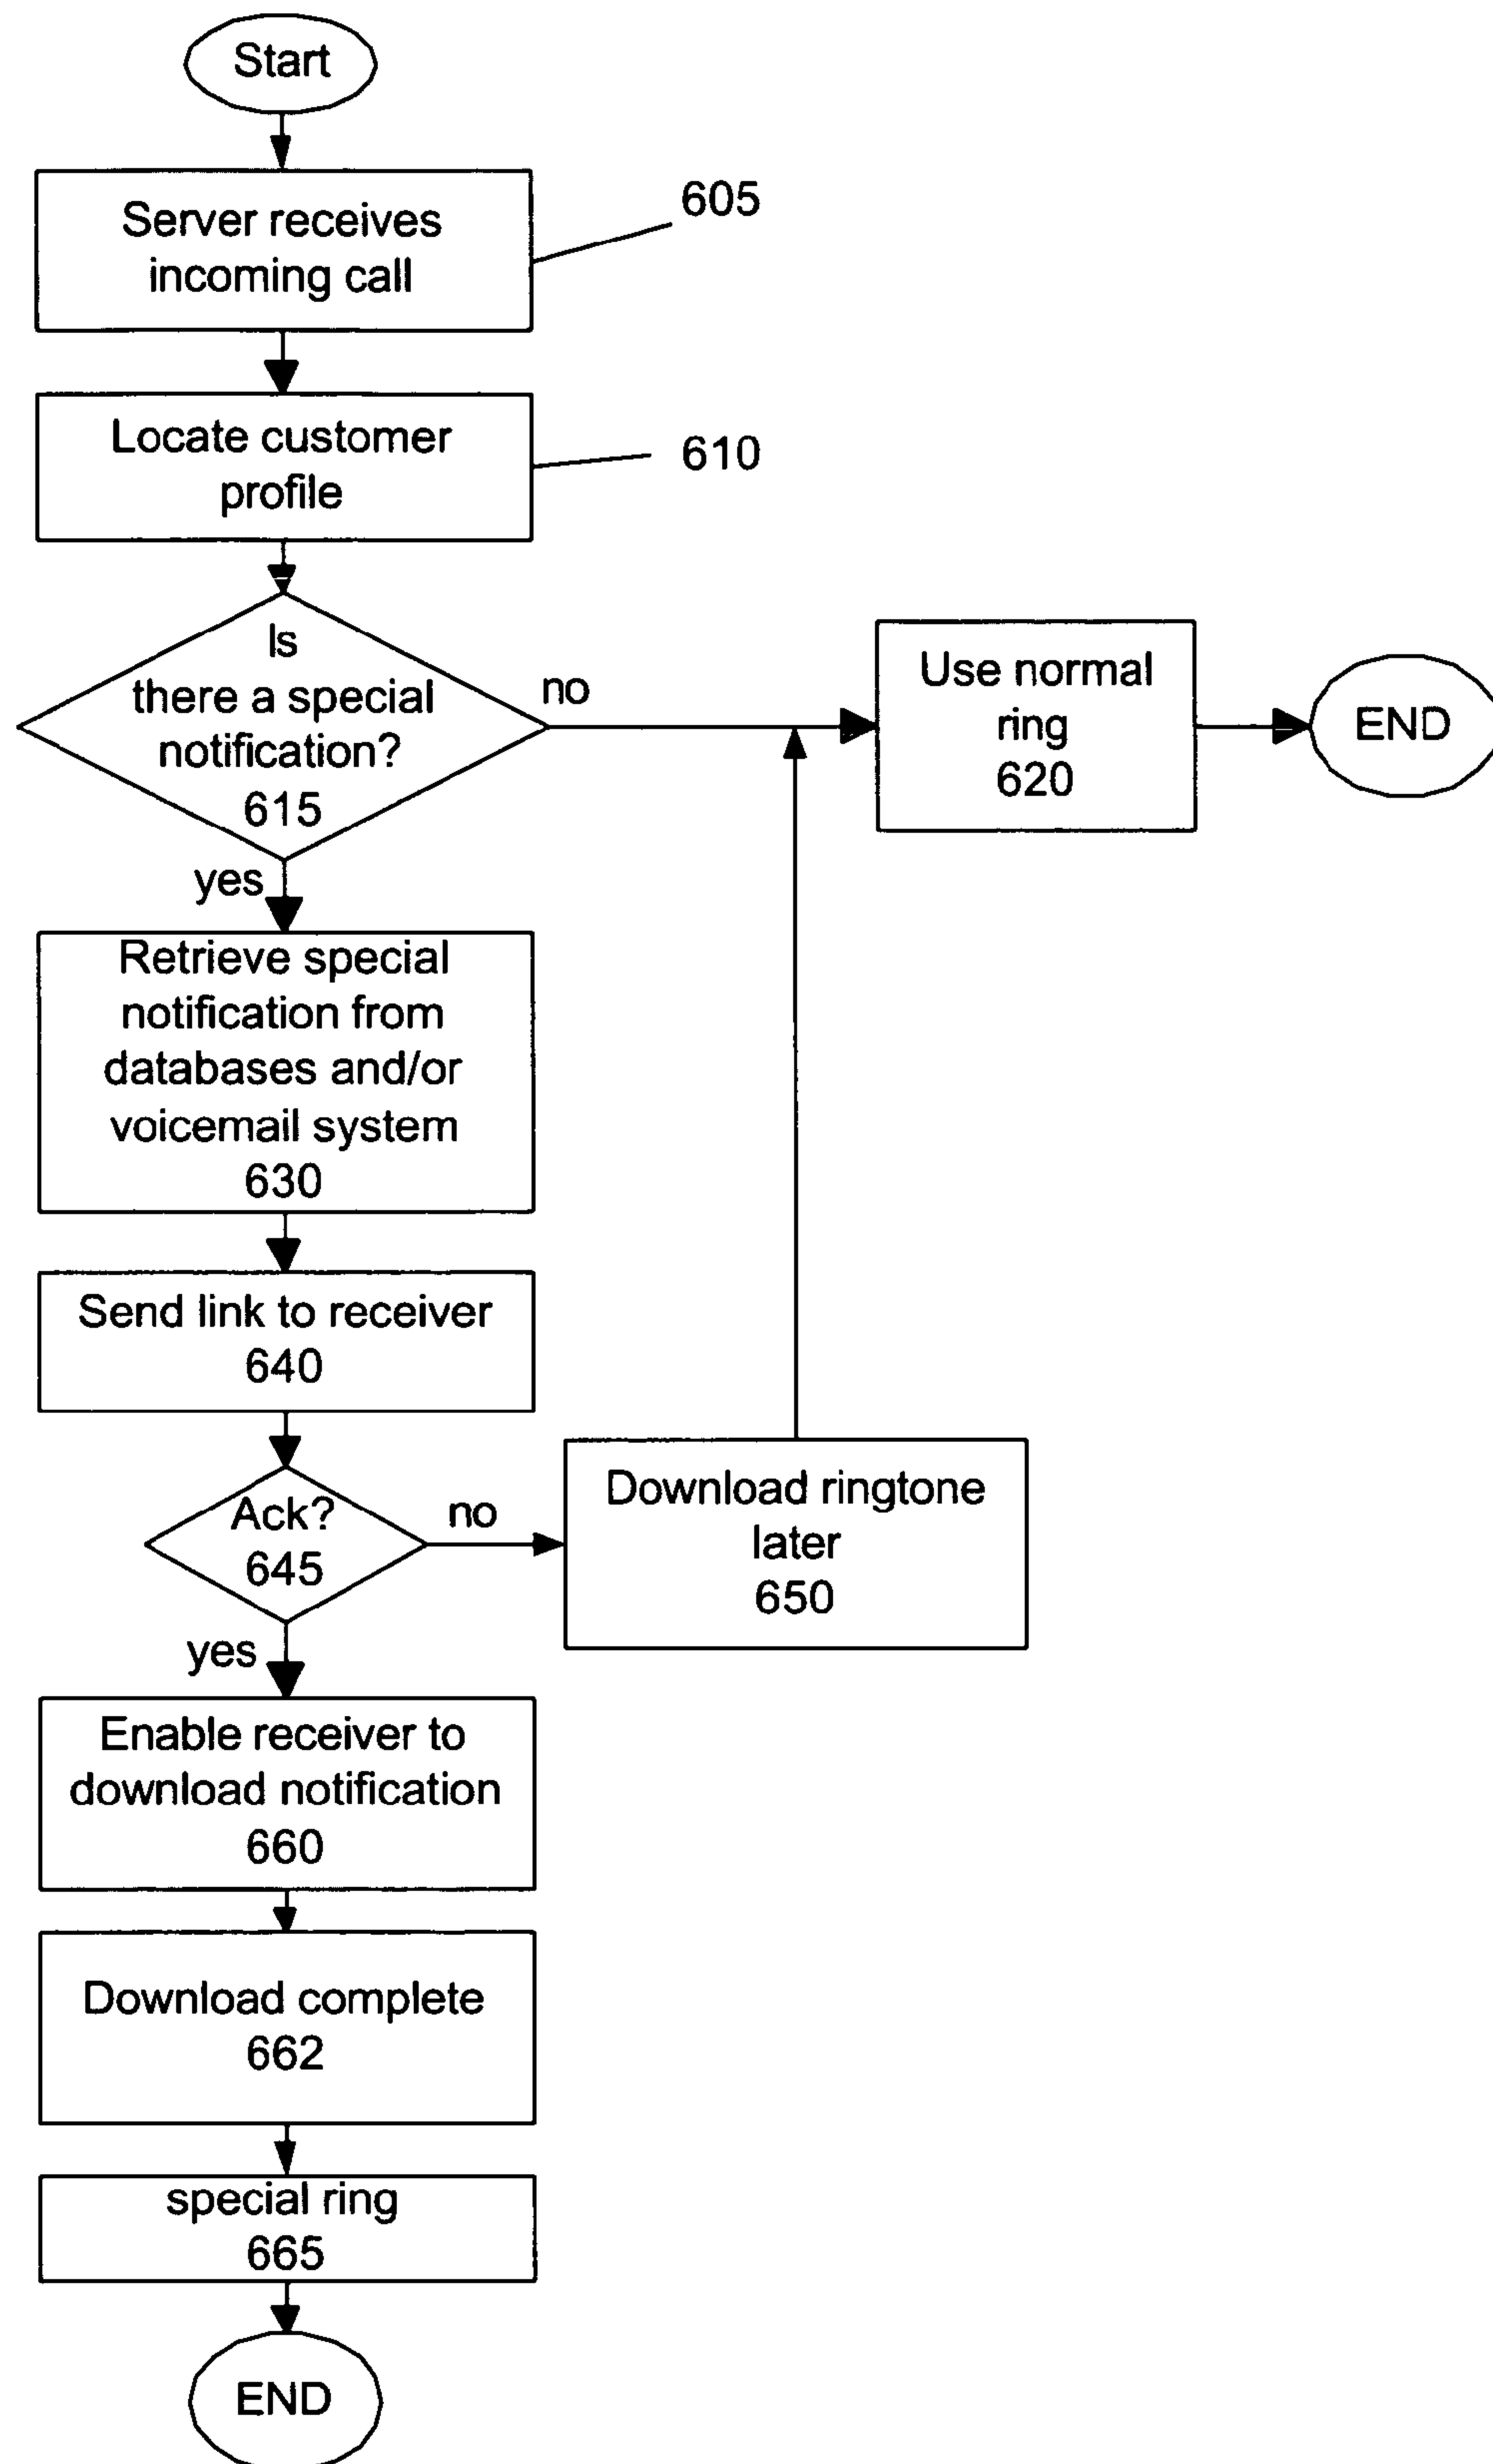 Start
Server receives
incoming call
605
Locate customer
profile
610
Is
there a special
notification?
615
no
Use normal
ring
620
END
yes
Retrieve special
notification from
databases and/or
voicemail system
630
Send link to receiver
640
Ack?
645
no
Download ringtone
later
650
yes
Enable receiver to
download notification
660
Download complete
662
special ring
665
END